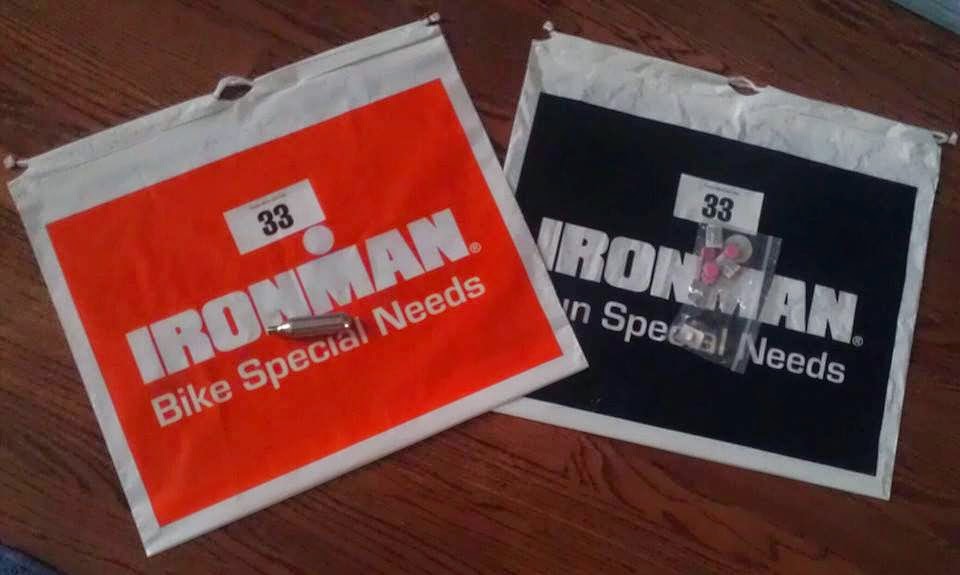 33
IRONMAN®
Bike Special Needs
33
IRONMAN®
un Special Needs